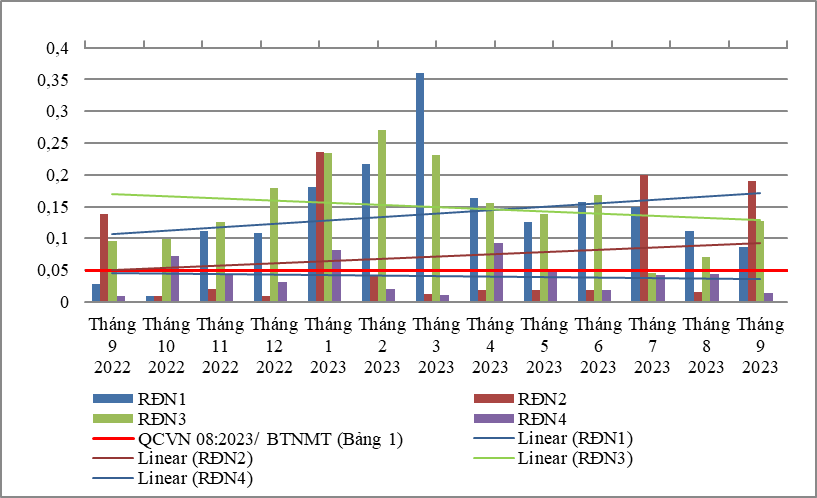 0,4
0,35
0,3
0,25
0,2
0,15
0,1
0,05
0
Tháng Tháng Tháng Tháng Tháng Tháng Tháng Tháng Tháng Tháng Tháng Tháng Tháng
9 10 11 12 1 2 3 4 5 6 7 8 9
2022 2022 2022 2022 2023 2023 2023 2023 2023 2023 2023 2023 2023
RĐN1 RĐN2
RĐN3 RĐN4
QCVN 08:2023/ BTNMT (Bảng 1) Linear (RĐN1)
Linear (RĐN2) Linear (RĐN3)
Linear (RĐN4)